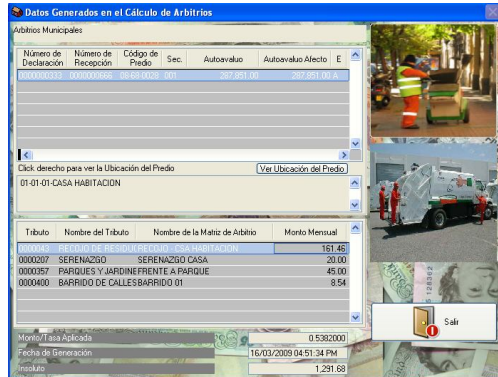 Datos Generados en el Cálculo de Arbitrios
Arbitrios Municipales
Número de Declaración Número de Recepción Código de Predio Sec. Autoavaluo Autoavaluo Afecto E
0000000333 0000000666 08-68-0028 001 287,851.00 287,851.00 A
Click derecho para ver la Ubicación del Predio Ver Ubicación del Predio
01-01-01-CASA HABITACION
Tributo Nombre del Tributo Nombre de la Matriz de Arbitrio Monto Mensual
0000043 RECOJO DE RESIDUC RECOJO - CSA HABITACION 161.46
0000207 SERENAZGO SERENAZGO CASA 20.00
0000357 PARQUES Y JARDINE FRENTE A PARQUE 45.00
0000400 BARRIDO DE CALLES BARRIDO 01 8.54
Salir
Monto/Tasa Aplicada 0.5382000
Fecha de Generación 16/03/2009 04:51:34 PM
Insoluto 1,291.68